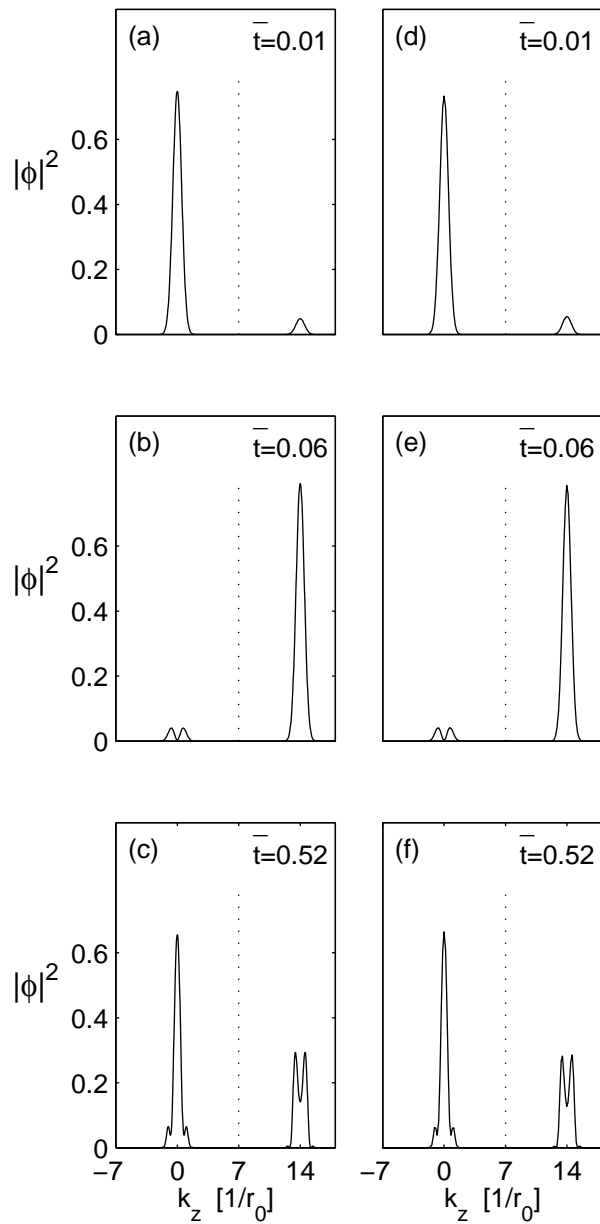 (a) t̅=0.01 (d) t̅=0.01
|ϕ|²
0.6
0.4
0.2
0
(b) t̅=0.06 (e) t̅=0.06
|ϕ|²
0.6
0.4
0.2
0
(c) t̅=0.52 (f) t̅=0.52
|ϕ|²
0.6
0.4
0.2
0
−7 0 7 14 −7 0 7 14
k_z [1/r_0] k_z [1/r_0]